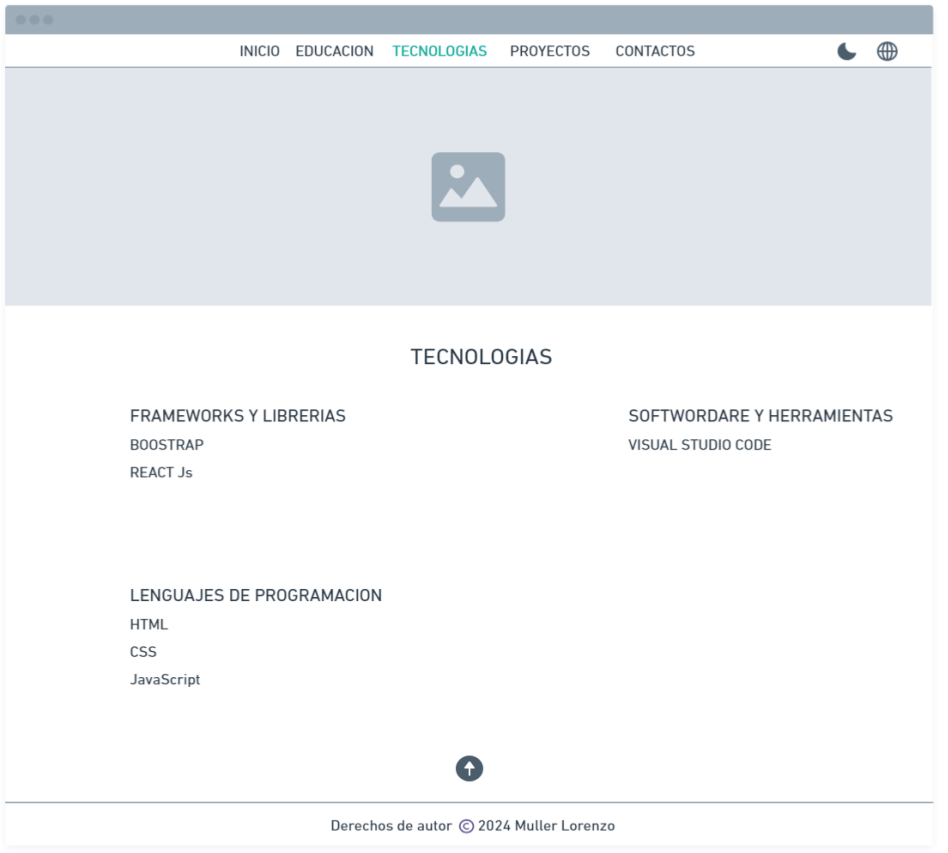 INICIO EDUCACION TECNOLOGIAS PROYECTOS CONTACTOS
TECNOLOGIAS
FRAMEWORKS Y LIBRERIAS
BOOSTRAP
REACT Js
SOFTWORDARE Y HERRAMIENTAS
VISUAL STUDIO CODE
LENGUAJES DE PROGRAMACION
HTML
CSS
JavaScript
Derechos de autor © 2024 Muller Lorenzo